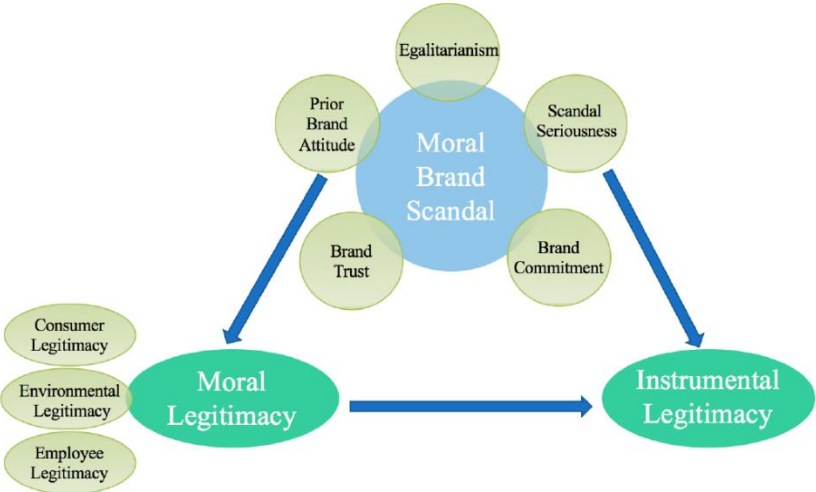 Egalitarianism
Prior
Brand
Attitude
Scandal
Seriousness
Moral
Brand
Scandal
Brand
Trust
Brand
Commitment
Consumer
Legitimacy
Environmental
Legitimacy
Employee
Legitimacy
Moral
Legitimacy
Instrumental
Legitimacy